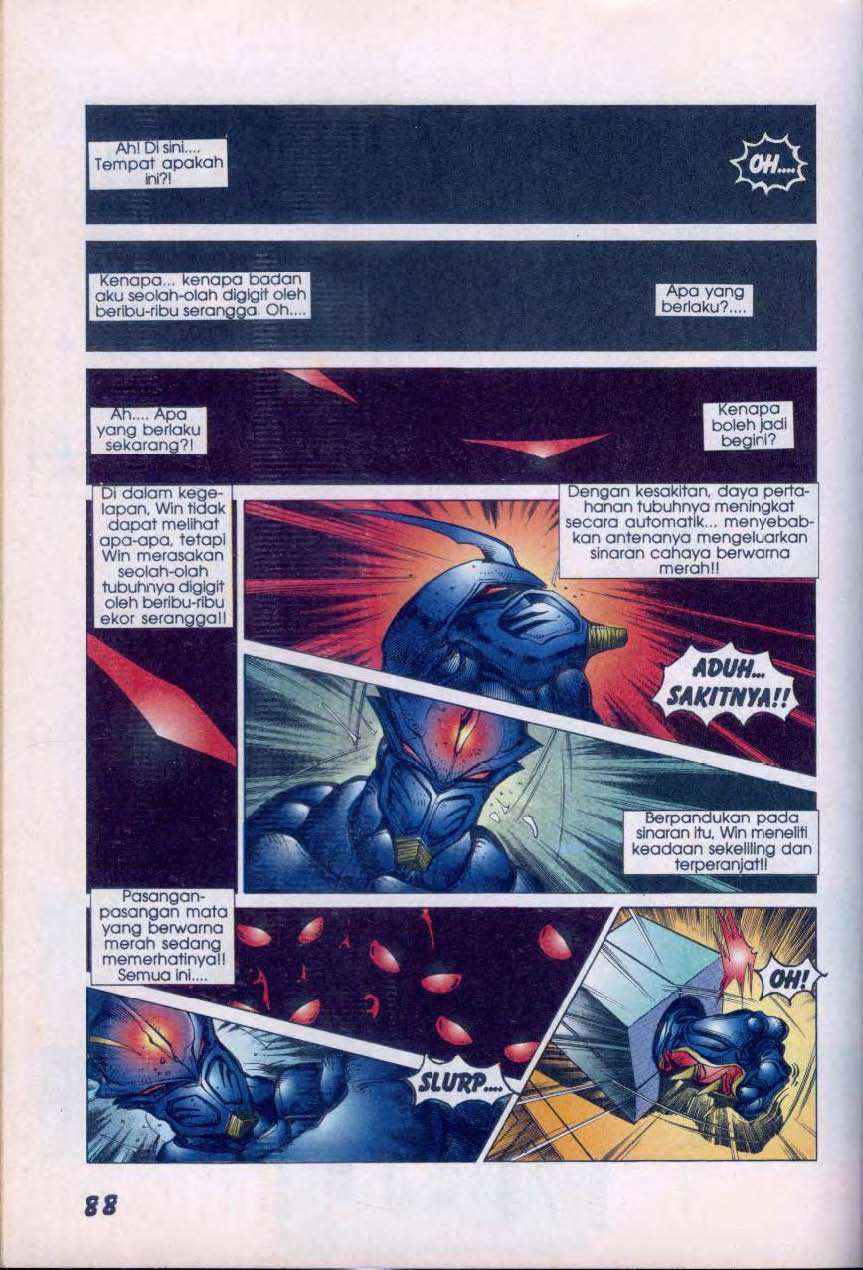 Ah! Di sini....
Tempat apakah
ini?!
OH....
Kenapa... kenapa badan
aku seolah-olah digigit oleh
beribu-ribu serangga. Oh....
Apa yang
berlaku?....
Ah.... Apa
yang berlaku
sekarang?!
Kenapa
boleh jadi
begini?
Di dalam kege-
lapan, Win tidak
dapat melihat
apa-apa, tetapi
Win merasakan
seolah-olah
tubuhnya digigit
oleh beribu-ribu
ekor serangga!!
Dengan kesakitan, daya perta-
hanan tubuhnya meningkat
secara automatik... menyebab-
kan antenanya mengeluarkan
sinaran cahaya berwarna
merah!!
ADUH...
SAKITNYA!!
Berpandukan pada
sinaran itu, Win meneliti
keadaan sekeliling dan
terperanjat!!
Pasangan-
pasangan mata
yang berwarna
merah sedang
memerhatinya!!
Semua ini....
SLURP....
OH!
88